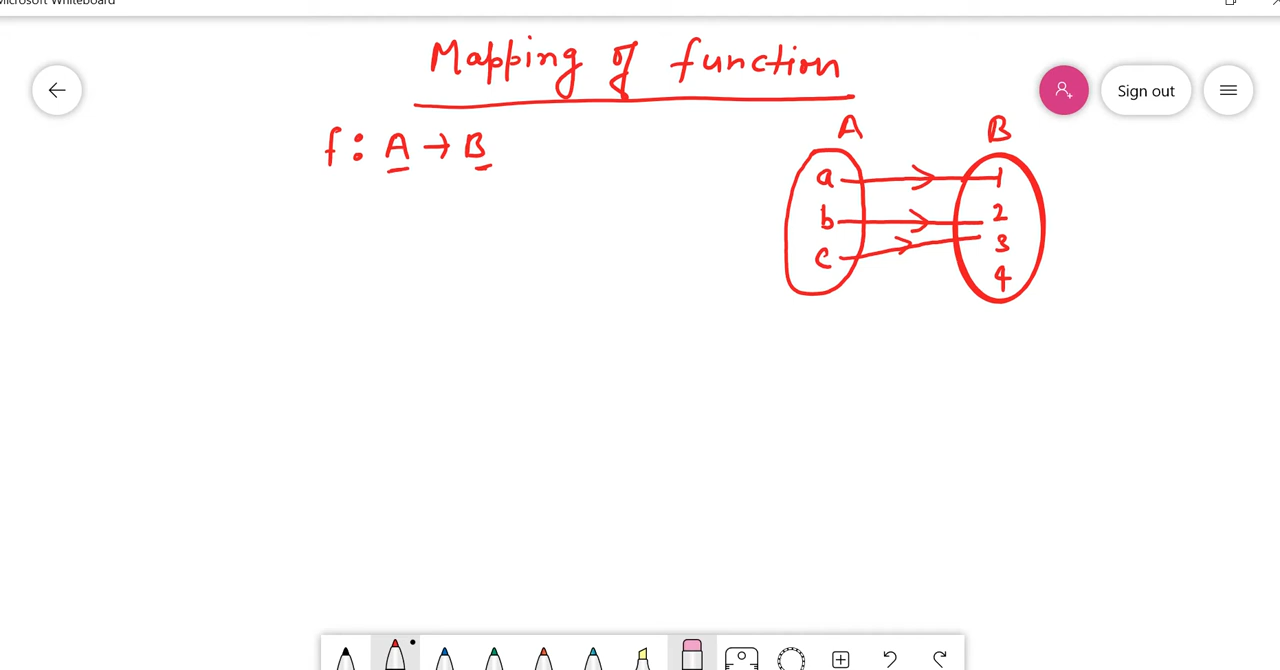 Microsoft Whiteboard
Mapping of function
Sign out
f: A → B
A B
a 1
b 2
c 3
4